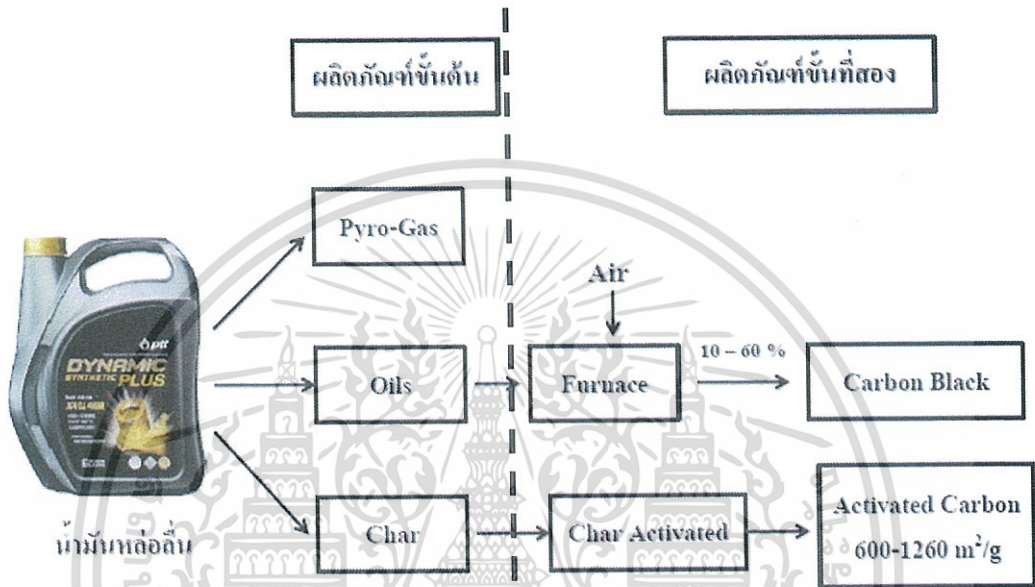 ผลิตภัณฑ์ขั้นต้น
ผลิตภัณฑ์ขั้นที่สอง
Pyro-Gas
Air
ptt
DYNAMIC
SYNTHETIC PLUS
Oils
Furnace
10 – 60 %
Carbon Black
น้ำมันหล่อลื่น
Char
Char Activated
Activated Carbon
600-1260 m²/g